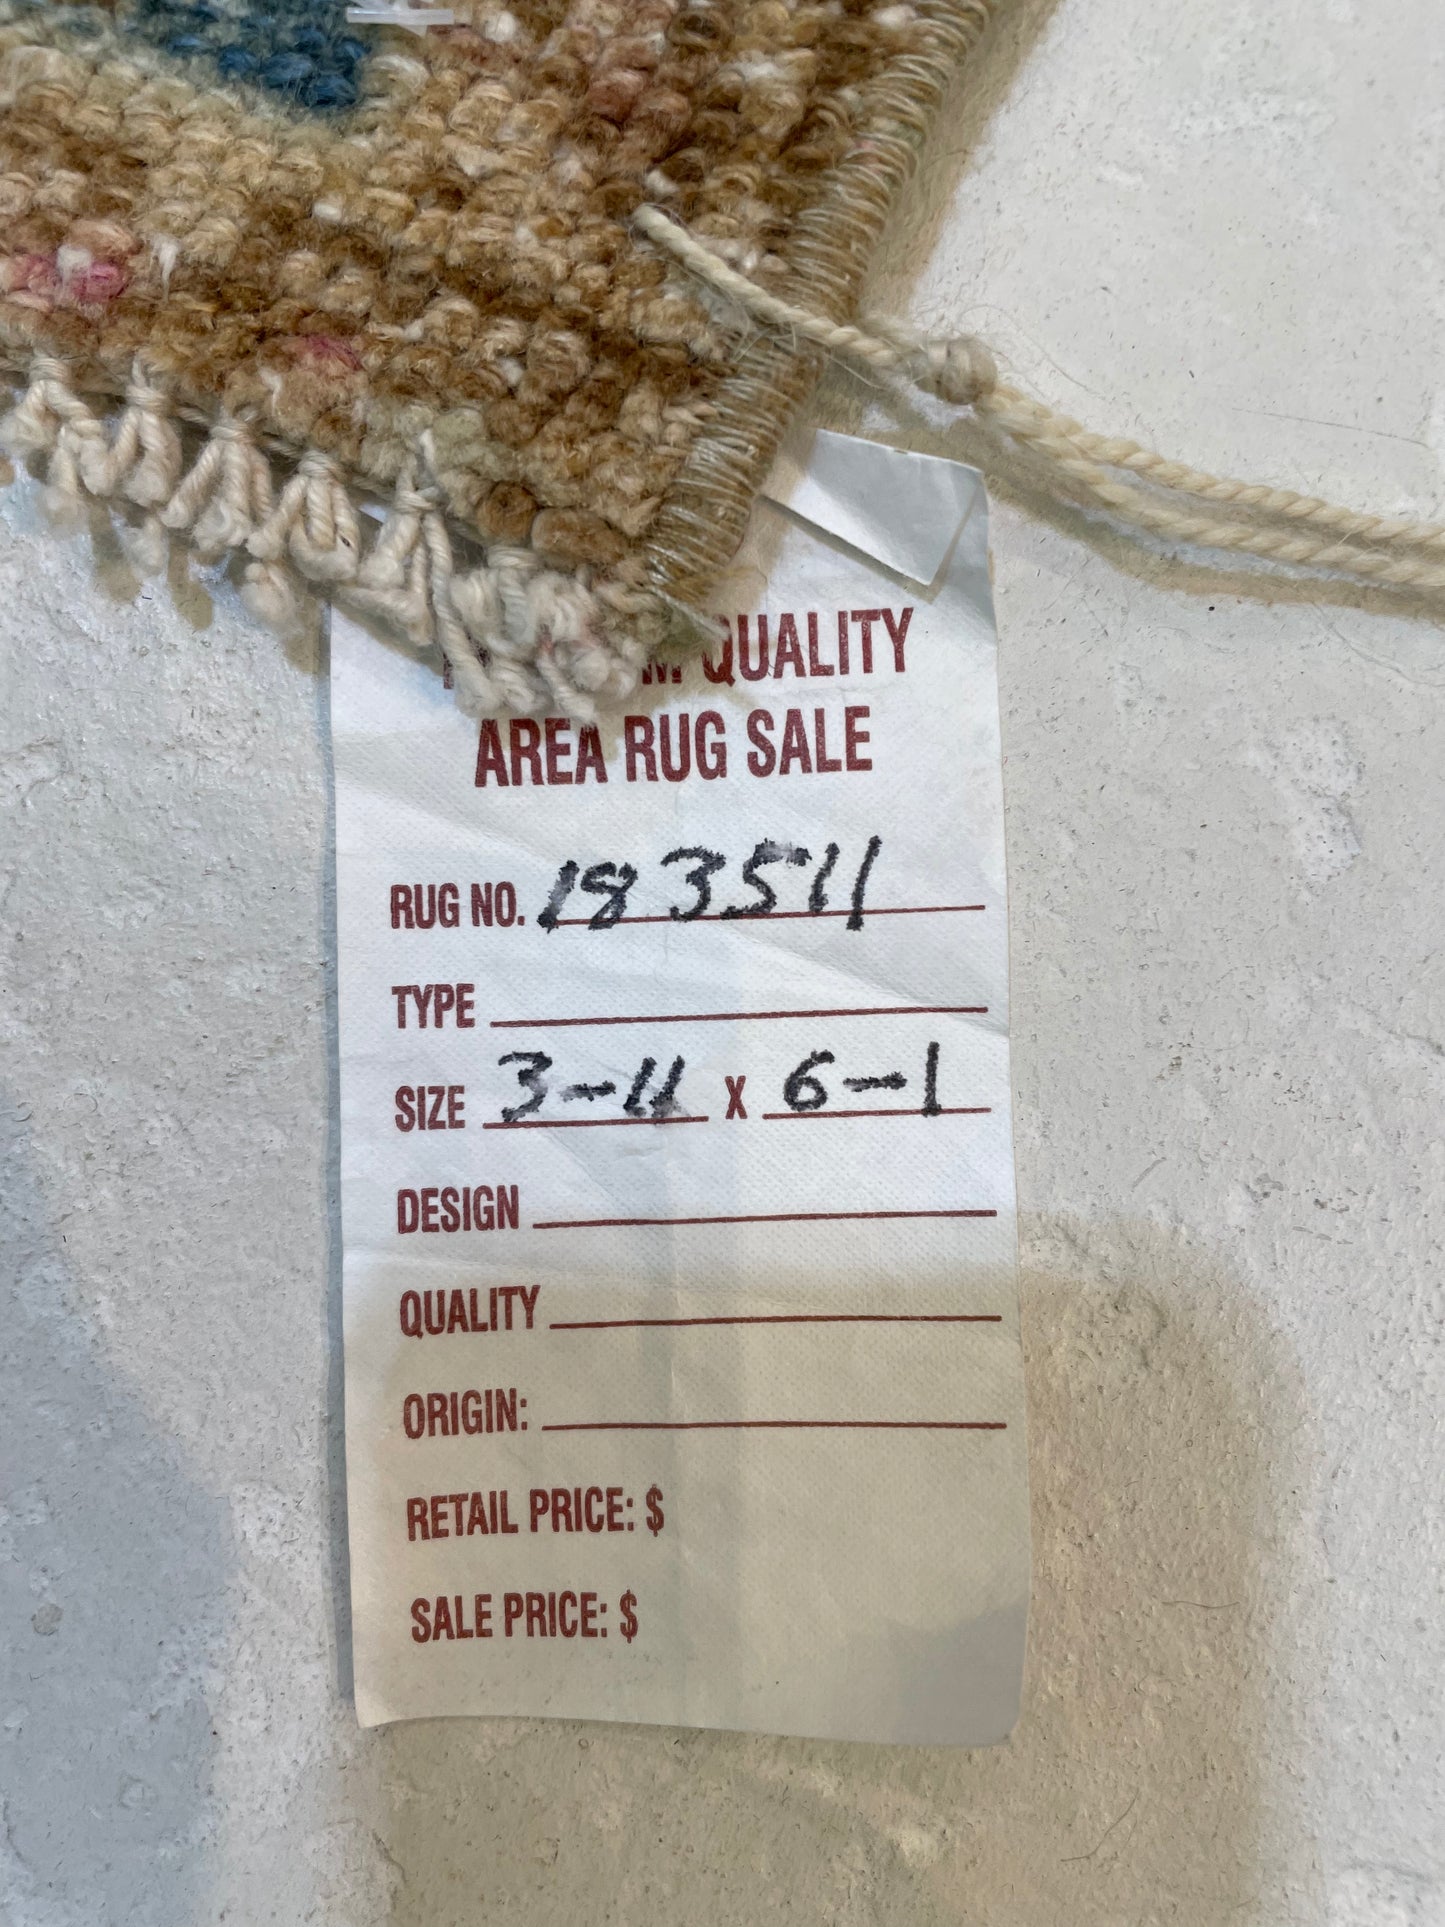 QUALITY
AREA RUG SALE
RUG NO. 183511
TYPE
SIZE 3-11 X 6-1
DESIGN
QUALITY
ORIGIN:
RETAIL PRICE: $
SALE PRICE: $